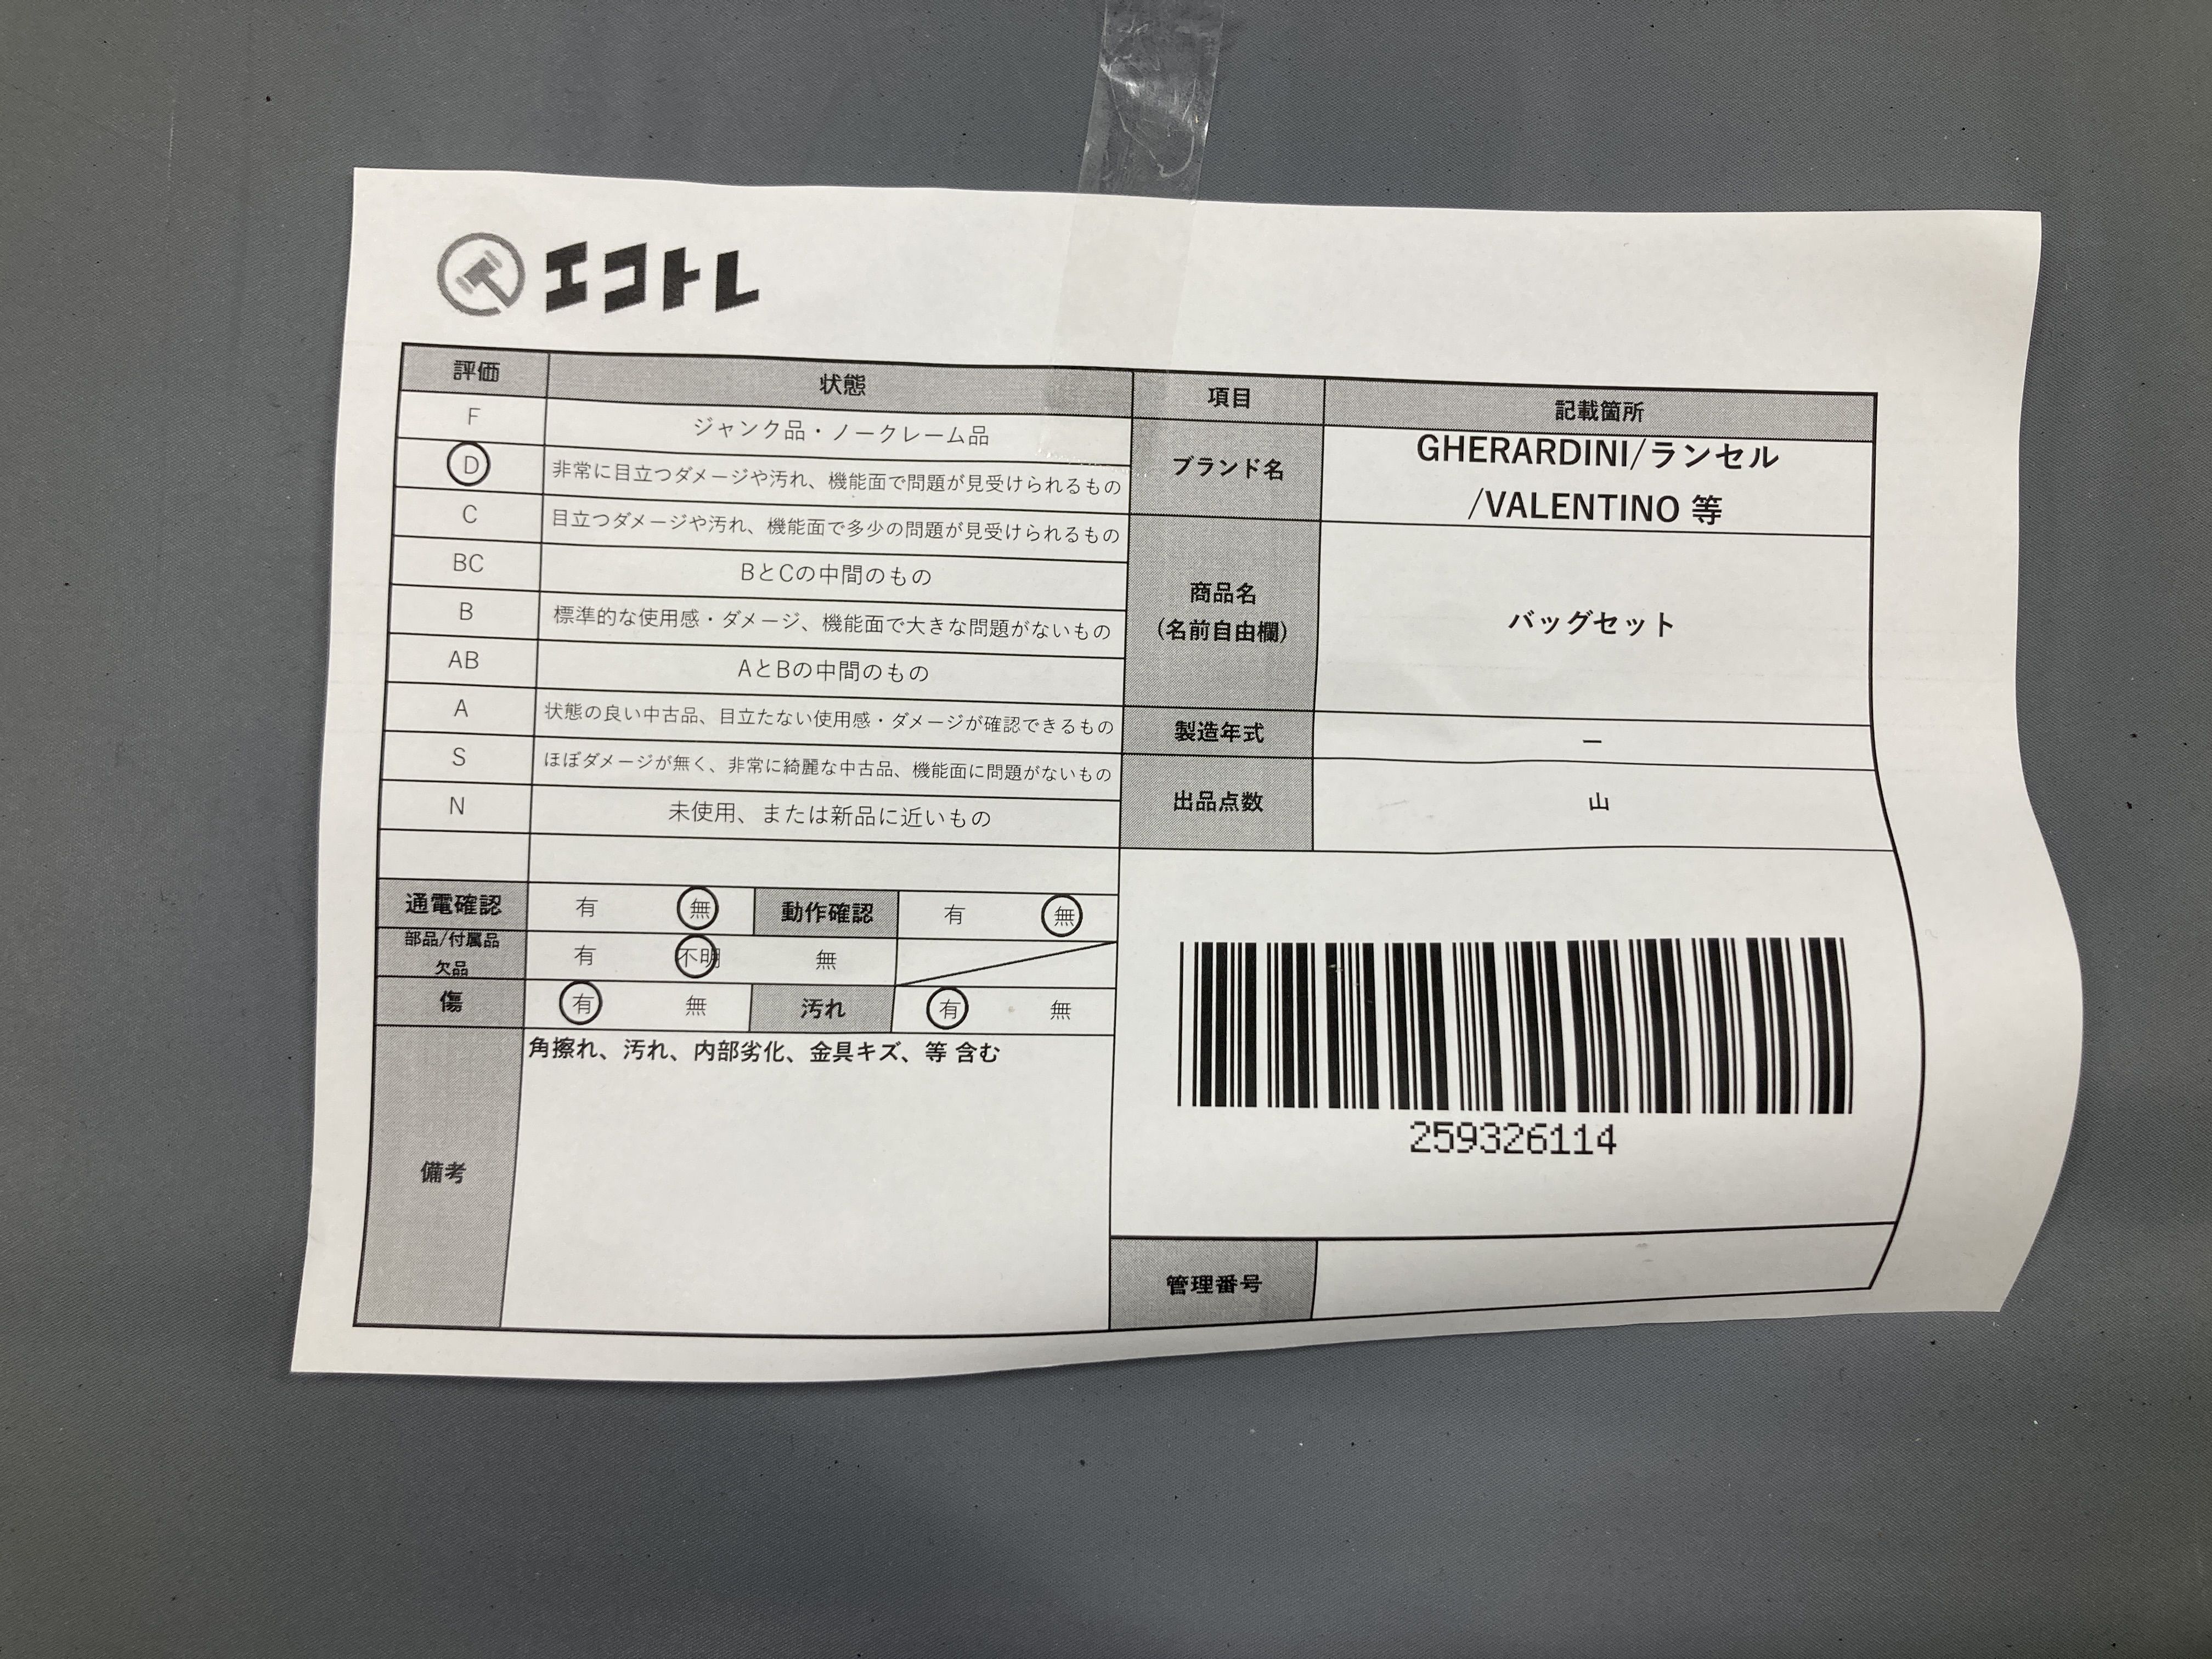 エコトレ
評価 状態 項目 記載箇所
F ジャンク品・ノークレーム品
D 非常に目立つダメージや汚れ、機能面で問題が見受けられるもの
C 目立つダメージや汚れ、機能面で多少の問題が見受けられるもの
BC BとCの中間のもの
B 標準的な使用感・ダメージ、機能面で大きな問題がないもの
AB AとBの中間のもの
A 状態の良い中古品、目立たない使用感・ダメージが確認できるもの
S ほぼダメージが無く、非常に綺麗な中古品、機能面に問題がないもの
N 未使用、または新品に近いもの
ブランド名
GHERARDINI/ランセル
/VALENTINO 等
商品名
(名前自由欄)
バッグセット
製造年式 ー
出品点数 山
通電確認 有 無 動作確認 有 無
部品/付属品
欠品
有 不明 無
傷 有 無 汚れ 有 無
備考
角擦れ、汚れ、内部劣化、金具キズ、等 含む
259326114
管理番号